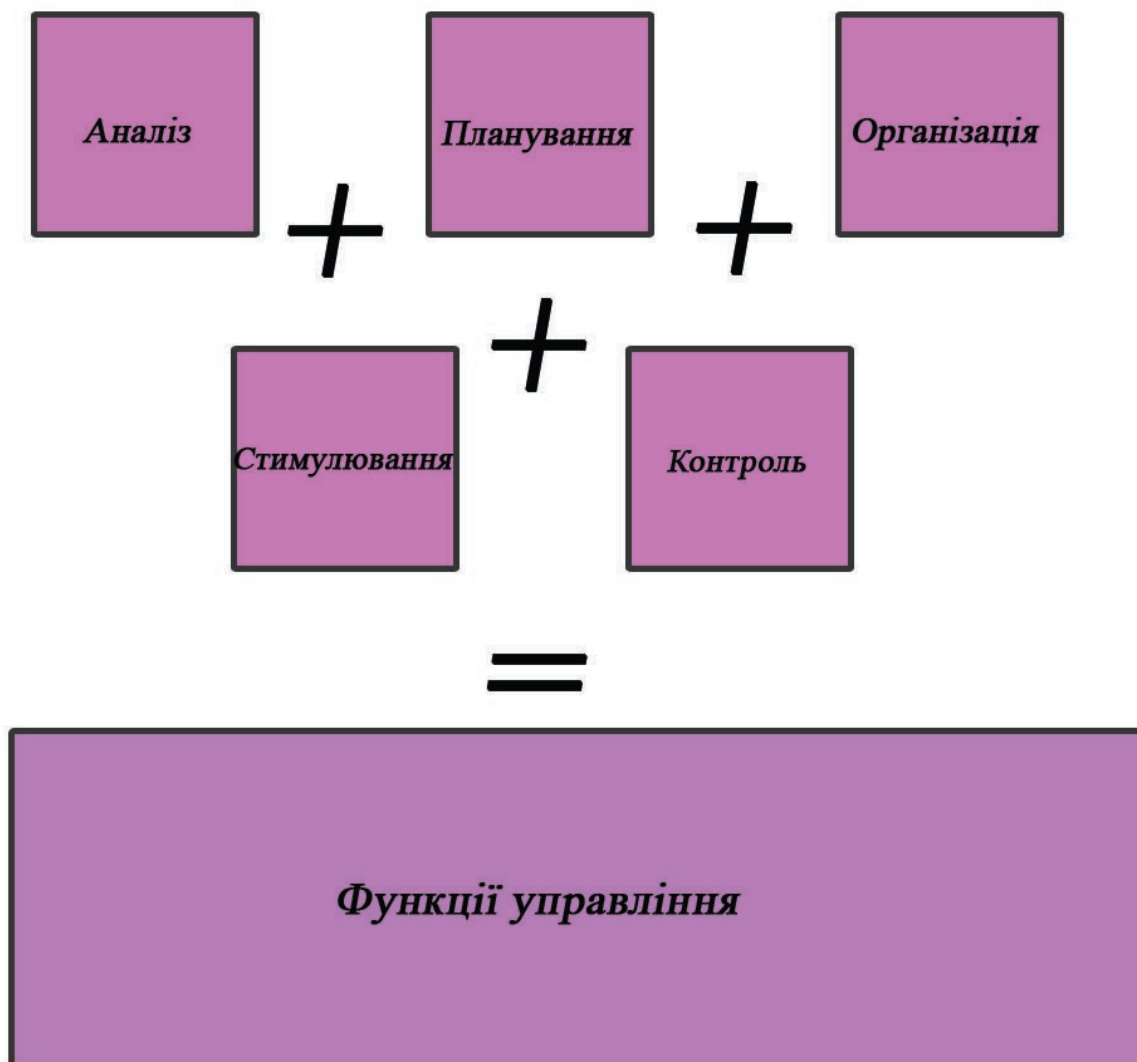 Аналіз
Планування
Організація
Стимулювання
Контроль
Функції управління